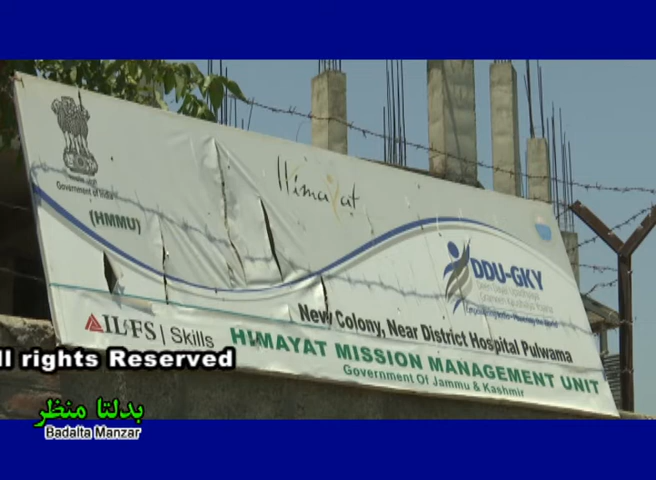 Himayat
Government of India
(HMMU)
DDU-GKY
New Colony, Near District Hospital Pulwama
IL&FS | Skills
HIMAYAT MISSION MANAGEMENT UNIT
Government Of Jammu & Kashmir
ll rights Reserved
بدلتا منظر
Badalta Manzar